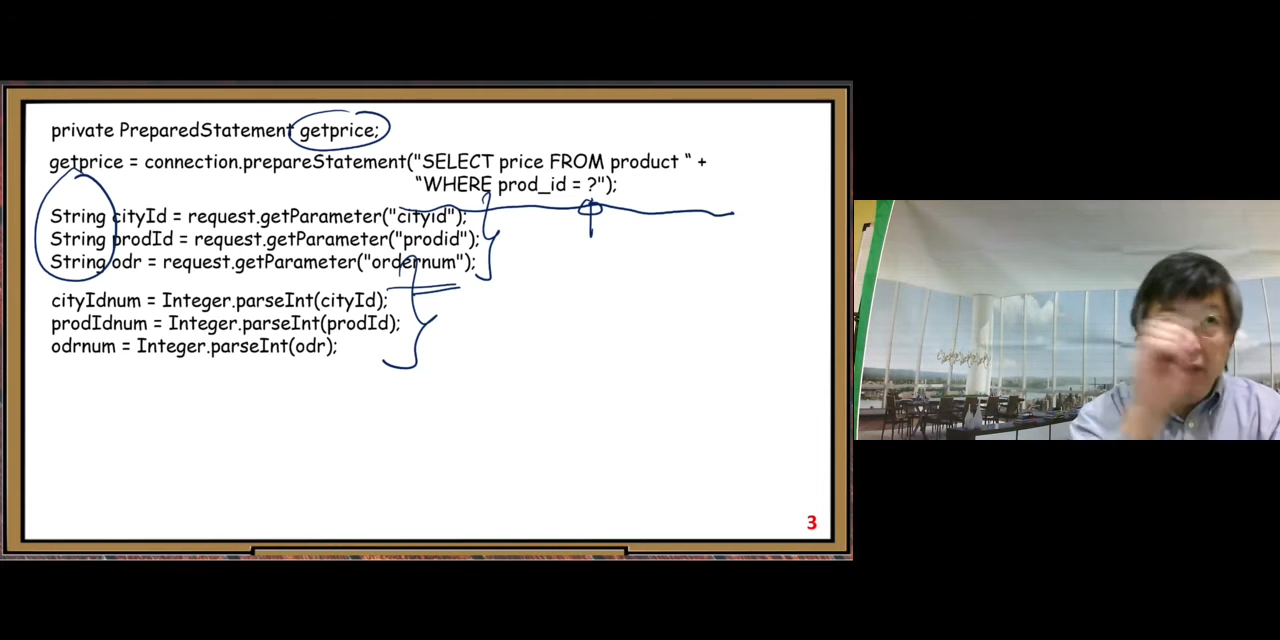 private PreparedStatement getprice;
getprice = connection.prepareStatement("SELECT price FROM product “ +
“WHERE prod_id = ?");
String cityId = request.getParameter("cityid");
String prodId = request.getParameter("prodid");
String odr = request.getParameter("ordernum");
cityIdnum = Integer.parseInt(cityId);
prodIdnum = Integer.parseInt(prodId);
odrnum = Integer.parseInt(odr);
3